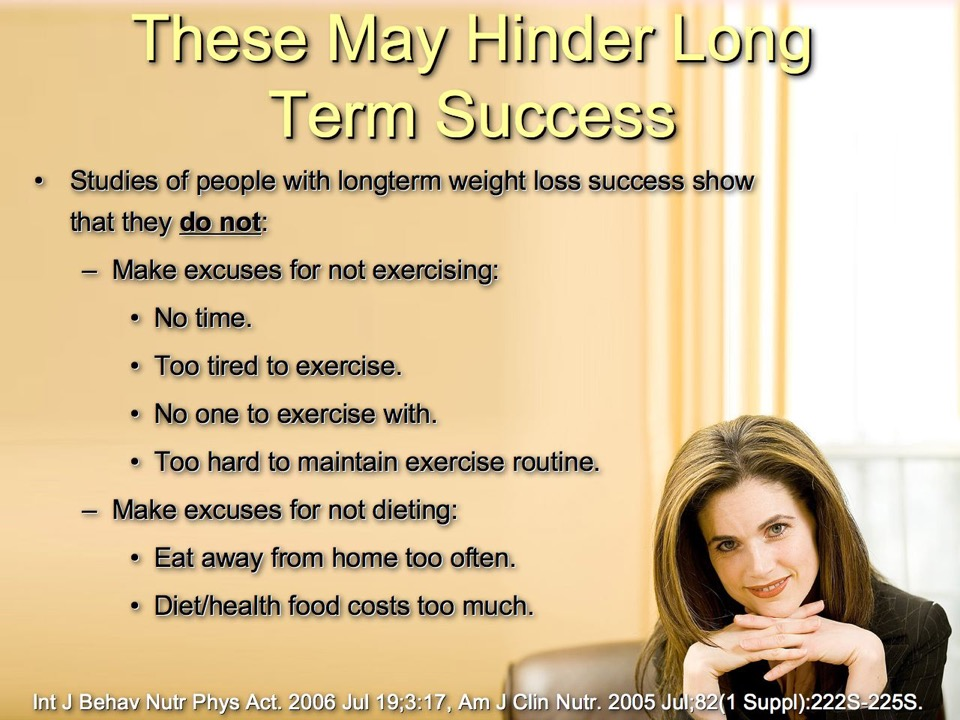 These May Hinder Long
Term Success
• Studies of people with longterm weight loss success show
that they do not:
– Make excuses for not exercising:
• No time.
• Too tired to exercise.
• No one to exercise with.
• Too hard to maintain exercise routine.
– Make excuses for not dieting:
• Eat away from home too often.
• Diet/health food costs too much.
Int J Behav Nutr Phys Act. 2006 Jul 19;3:17, Am J Clin Nutr. 2005 Jul;82(1 Suppl):222S-225S.